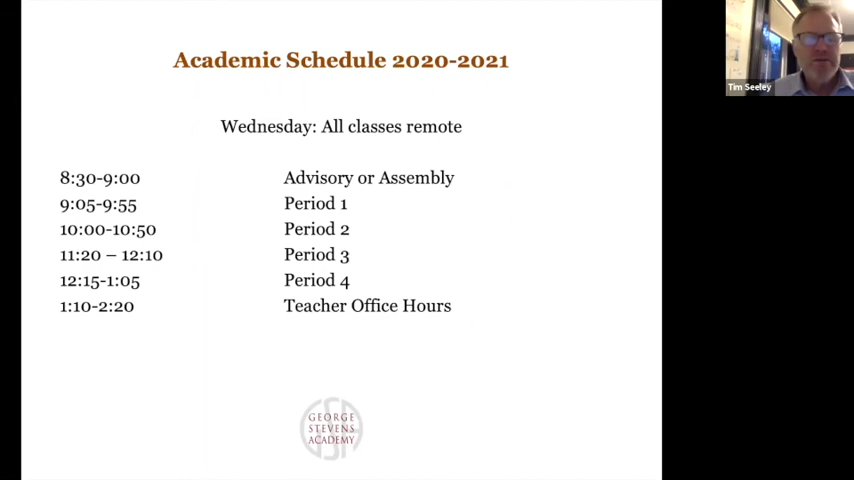 Academic Schedule 2020-2021
Wednesday: All classes remote
8:30-9:00 Advisory or Assembly
9:05-9:55 Period 1
10:00-10:50 Period 2
11:20 – 12:10 Period 3
12:15-1:05 Period 4
1:10-2:20 Teacher Office Hours
GEORGE
STEVENS
ACADEMY
Tim Seeley